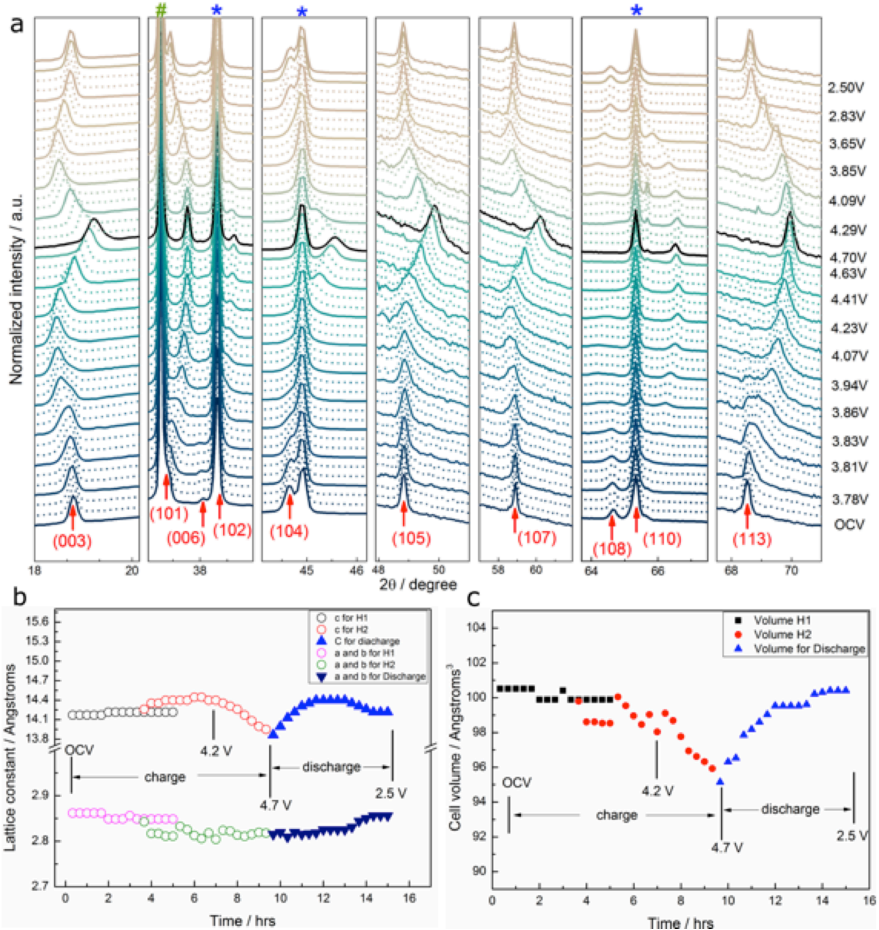 a
#
*
*
*
Normalized intensity / a.u.
2.50V
2.83V
3.65V
3.85V
4.09V
4.29V
4.70V
4.63V
4.41V
4.23V
4.07V
3.94V
3.86V
3.83V
3.81V
3.78V
OCV
(003)
(101)
(006)
(102)
(104)
(105)
(107)
(108)
(110)
(113)
18 20 38 45 46 48 50 58 60 64 66 68 70
2θ / degree
b
Lattice constant / Angstroms
15.6
15.3
15.0
14.7
14.4
14.1
13.8
2.9
2.8
2.7
c for H1
c for H2
C for diacharge
a and b for H1
a and b for H2
a and b for Discharge
OCV
4.2 V
charge
discharge
4.7 V
2.5 V
0 2 4 6 8 10 12 14 16
Time / hrs
c
Cell volume / Angstroms³
104
102
100
98
96
94
92
90
Volume H1
Volume H2
Volume for Discharge
OCV
4.2 V
charge
discharge
4.7 V
2.5 V
0 2 4 6 8 10 12 14 16
Time / hrs